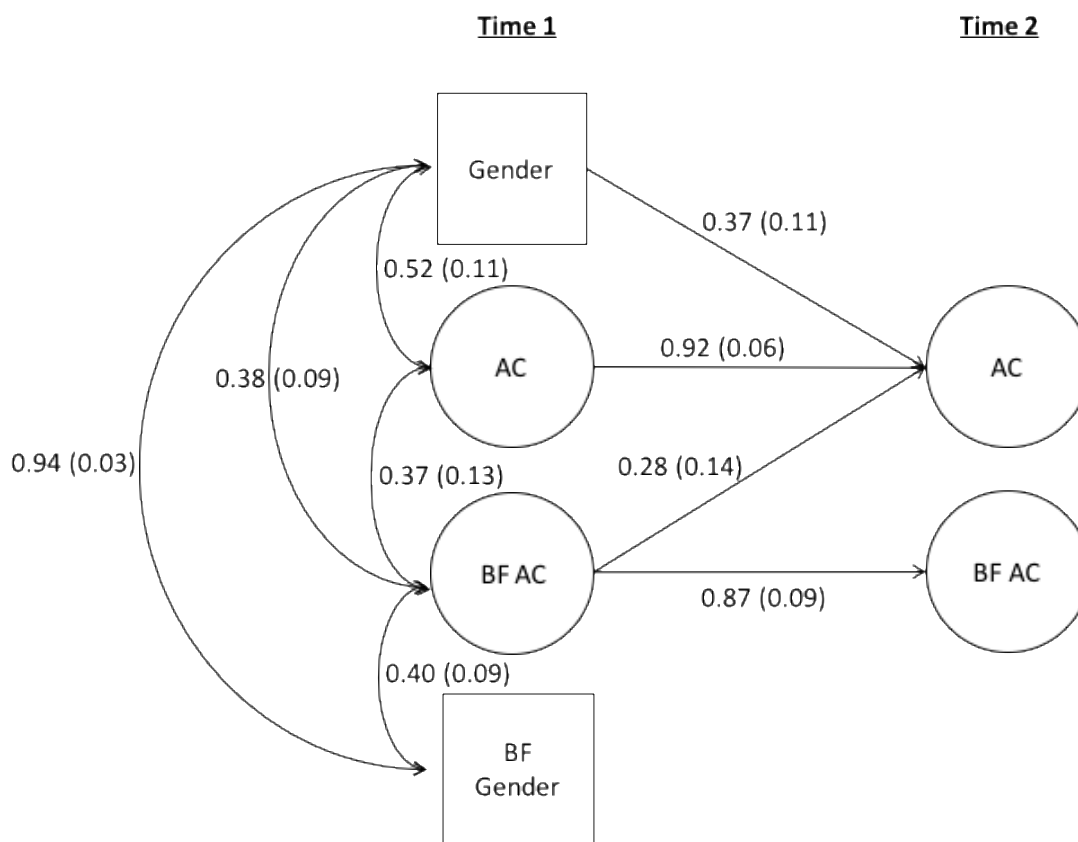 Time 1
Time 2
Gender
0.37 (0.11)
0.52 (0.11)
AC
0.92 (0.06)
AC
0.38 (0.09)
0.94 (0.03)
0.37 (0.13)
0.28 (0.14)
BF AC
BF AC
0.87 (0.09)
0.40 (0.09)
BF
Gender